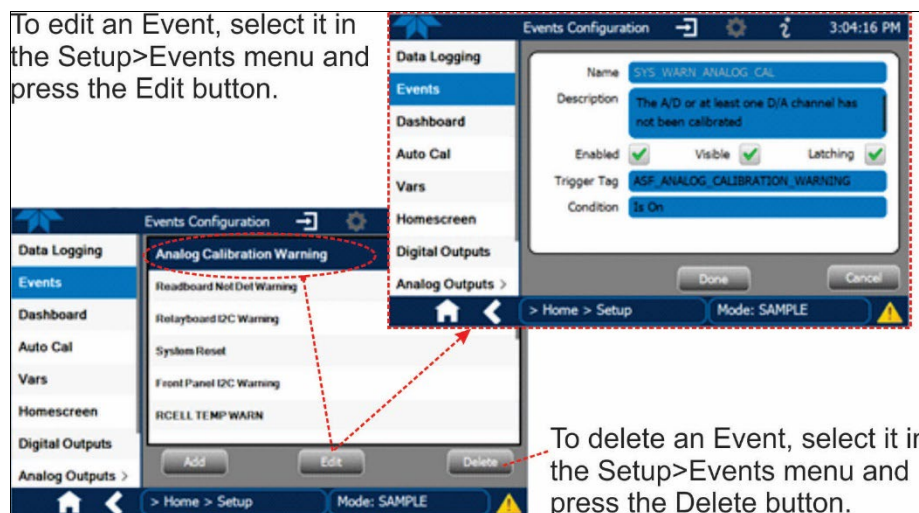 To edit an Event, select it in
the Setup>Events menu and
press the Edit button.
Events Configuration
3:04:16 PM
Data Logging
Events
Dashboard
Auto Cal
Vars
Homescreen
Digital Outputs
Analog Outputs >
Name SYS_WARN_ANALOG_CAL
Description The A/D or at least one D/A channel has
not been calibrated
Enabled Visible Latching
Trigger Tag ASF_ANALOG_CALIBRATION_WARNING
Condition Is On
Done Cancel
> Home > Setup Mode: SAMPLE
Events Configuration
Data Logging
Events
Dashboard
Auto Cal
Vars
Homescreen
Digital Outputs
Analog Outputs >
Analog Calibration Warning
Readboard Not Det Warning
Relayboard I2C Warning
System Reset
Front Panel I2C Warning
RCELL TEMP WARN
Add Edit Delete
> Home > Setup Mode: SAMPLE
To delete an Event, select it in
the Setup>Events menu and
press the Delete button.